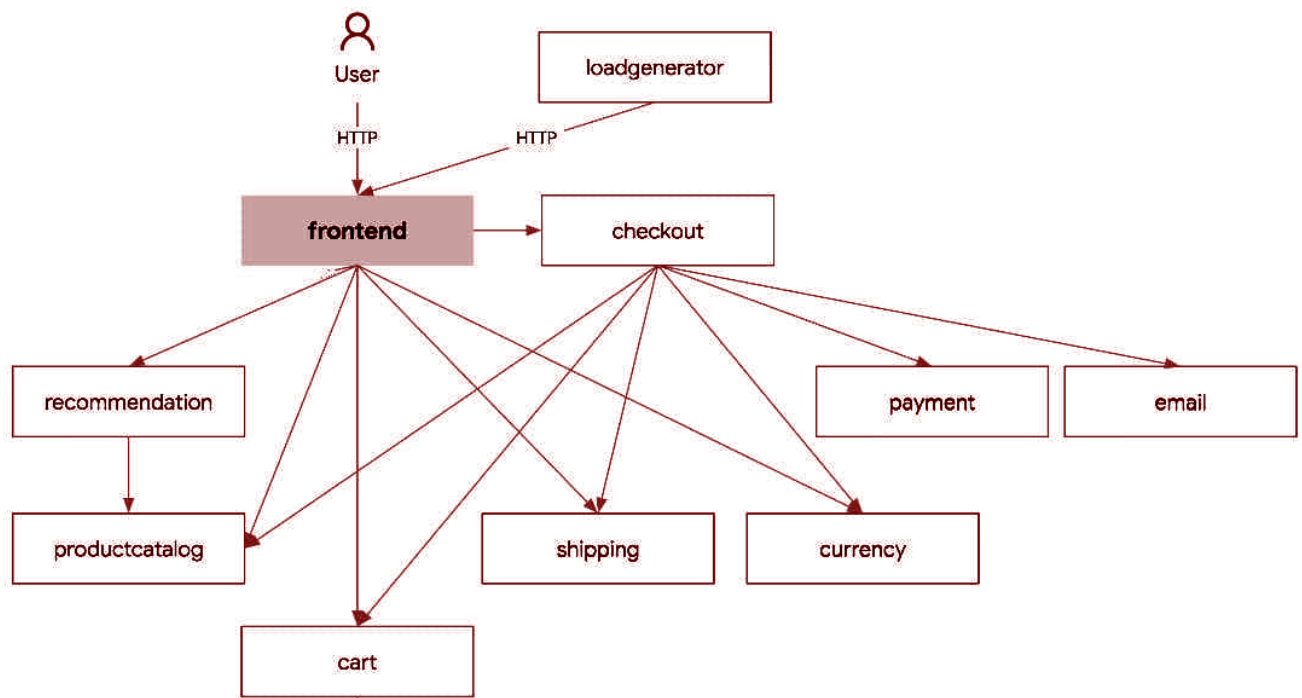 User
loadgenerator
HTTP
HTTP
frontend
checkout
recommendation
payment
email
productcatalog
shipping
currency
cart